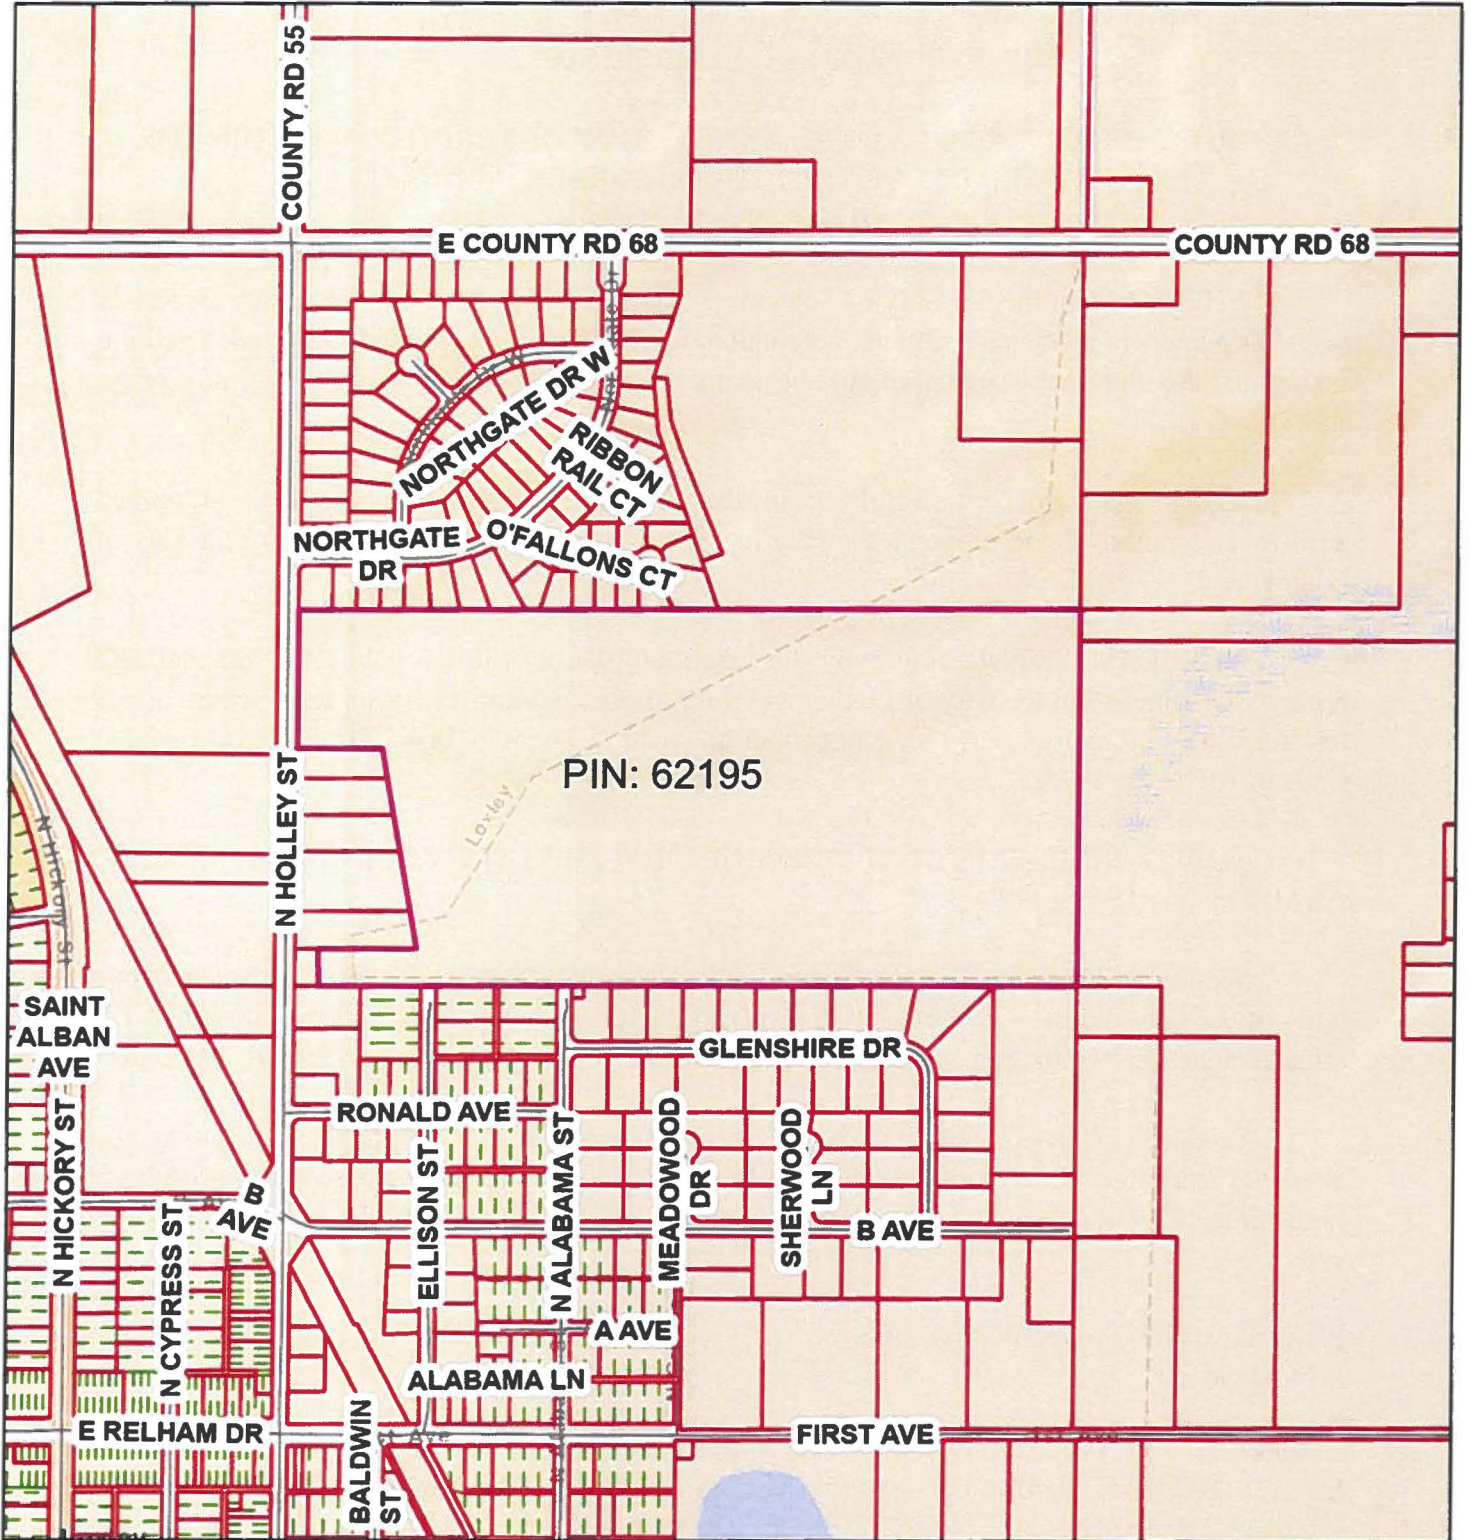 COUNTY RD 55
E COUNTY RD 68
COUNTY RD 68
NORTHGATE DR W
RIBBON
RAIL CT
NORTHGATE
DR
O'FALLONS CT
PIN: 62195
Loxley
N HOLLEY ST
N Hickory St
SAINT
ALBAN
AVE
GLENSHIRE DR
RONALD AVE
N HICKORY ST
N CYPRESS ST
B
AVE
ELLISON ST
N ALABAMA ST
MEADOWOOD
DR
SHERWOOD
LN
B AVE
A AVE
ALABAMA LN
E RELHAM DR
BALDWIN
ST
FIRST AVE
1st Ave